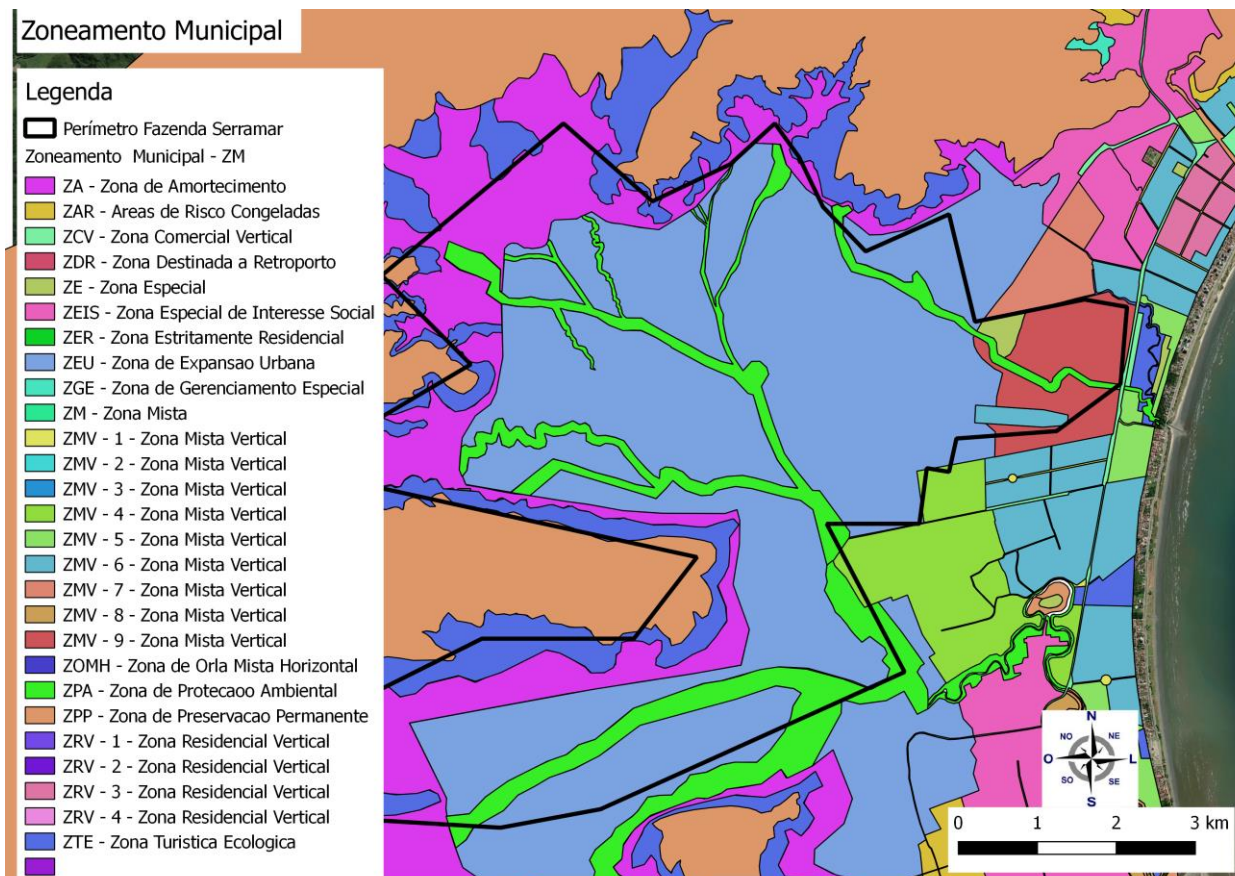 Zoneamento Municipal
Legenda
Perímetro Fazenda Serramar
Zoneamento Municipal - ZM
ZA - Zona de Amortecimento
ZAR - Areas de Risco Congeladas
ZCV - Zona Comercial Vertical
ZDR - Zona Destinada a Retroporto
ZE - Zona Especial
ZEIS - Zona Especial de Interesse Social
ZER - Zona Estritamente Residencial
ZEU - Zona de Expansao Urbana
ZGE - Zona de Gerenciamento Especial
ZM - Zona Mista
ZMV - 1 - Zona Mista Vertical
ZMV - 2 - Zona Mista Vertical
ZMV - 3 - Zona Mista Vertical
ZMV - 4 - Zona Mista Vertical
ZMV - 5 - Zona Mista Vertical
ZMV - 6 - Zona Mista Vertical
ZMV - 7 - Zona Mista Vertical
ZMV - 8 - Zona Mista Vertical
ZMV - 9 - Zona Mista Vertical
ZOMH - Zona de Orla Mista Horizontal
ZPA - Zona de Protecaoo Ambiental
ZPP - Zona de Preservacao Permanente
ZRV - 1 - Zona Residencial Vertical
ZRV - 2 - Zona Residencial Vertical
ZRV - 3 - Zona Residencial Vertical
ZRV - 4 - Zona Residencial Vertical
ZTE - Zona Turistica Ecologica
N
NO NE
O L
SO SE
S
0 1 2 3 km